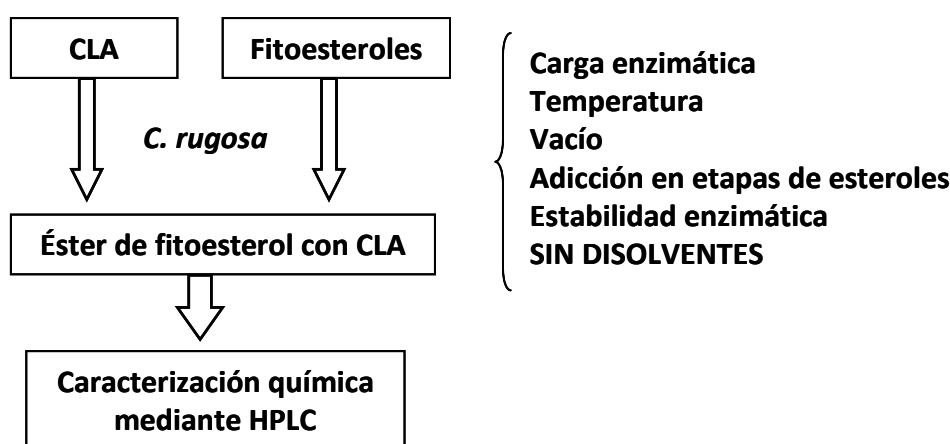 CLA
Fitoesteroles
C. rugosa
Éster de fitoesterol con CLA
Caracterización química
mediante HPLC
Carga enzimática
Temperatura
Vacío
Adicción en etapas de esteroles
Estabilidad enzimática
SIN DISOLVENTES